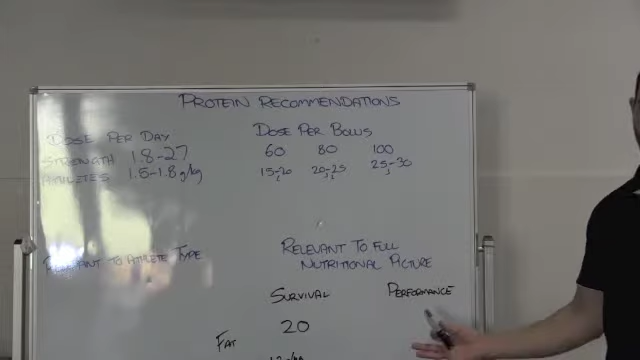 PROTEIN RECOMMENDATIONS
DOSE PER DAY
STRENGTH 1.8-2.7
ATHLETES 1.5-1.8 g/kg
DOSE PER BOLUS
60 80 100
15-20 20-25 25-30
RELEVANT TO ATHLETE TYPE
RELEVANT TO FULL
NUTRITIONAL PICTURE
SURVIVAL PERFORMANCE
20
FAT